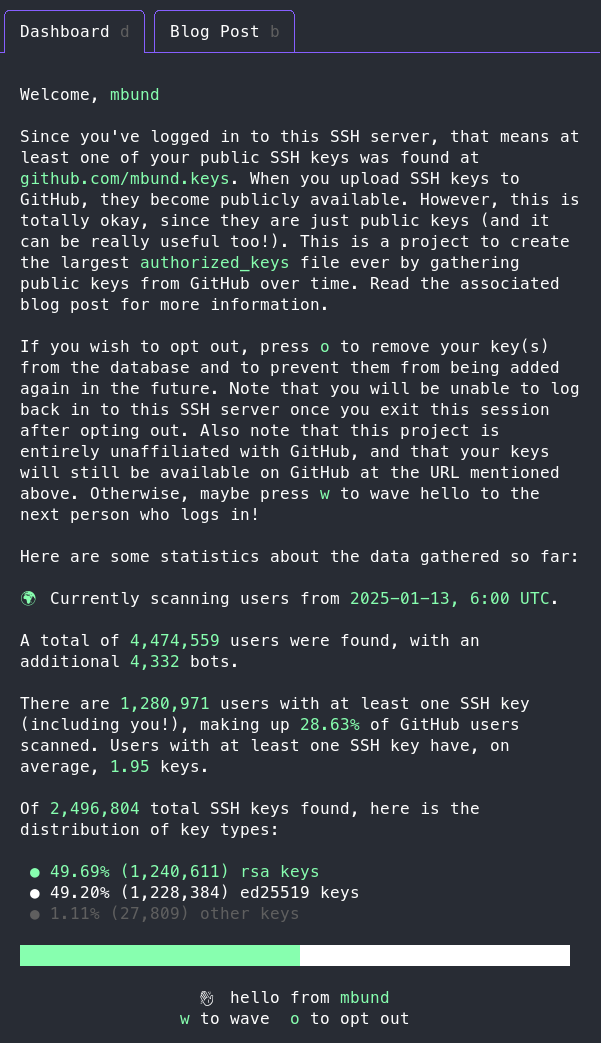 Dashboard d Blog Post b
Welcome, mbund
Since you've logged in to this SSH server, that means at
least one of your public SSH keys was found at
github.com/mbund.keys. When you upload SSH keys to
GitHub, they become publicly available. However, this is
totally okay, since they are just public keys (and it
can be really useful too!). This is a project to create
the largest authorized_keys file ever by gathering
public keys from GitHub over time. Read the associated
blog post for more information.
If you wish to opt out, press o to remove your key(s)
from the database and to prevent them from being added
again in the future. Note that you will be unable to log
back in to this SSH server once you exit this session
after opting out. Also note that this project is
entirely unaffiliated with GitHub, and that your keys
will still be available on GitHub at the URL mentioned
above. Otherwise, maybe press w to wave hello to the
next person who logs in!
Here are some statistics about the data gathered so far:
Currently scanning users from 2025-01-13, 6:00 UTC.
A total of 4,474,559 users were found, with an
additional 4,332 bots.
There are 1,280,971 users with at least one SSH key
(including you!), making up 28.63% of GitHub users
scanned. Users with at least one SSH key have, on
average, 1.95 keys.
Of 2,496,804 total SSH keys found, here is the
distribution of key types:
● 49.69% (1,240,611) rsa keys
● 49.20% (1,228,384) ed25519 keys
● 1.11% (27,809) other keys
hello from mbund
w to wave o to opt out